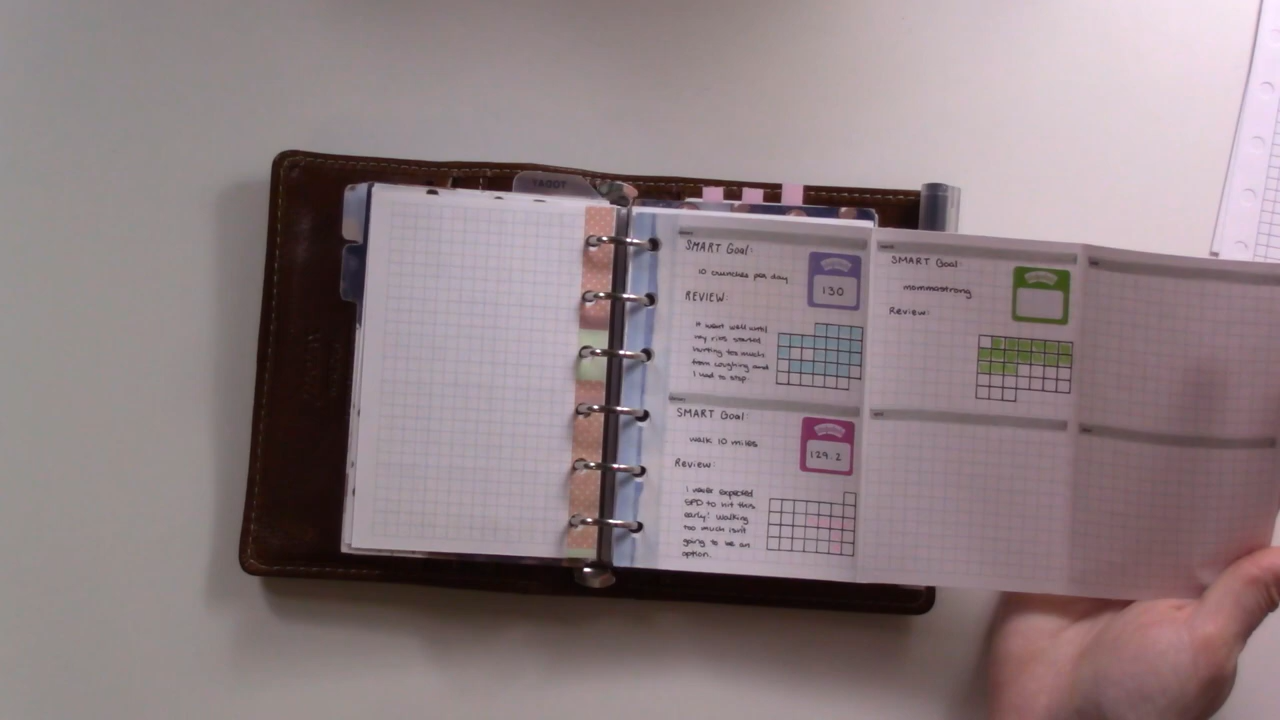 TODAY
SMART Goal:
10 crunches per day
130
REVIEW:
It went well until
my ribs started
hurting too much
from coughing and
I had to stop.
SMART Goal:
walk 10 miles
129.2
Review:
I never expected
SPD to hit this
early! Walking
too much isn't
going to be an
option.
SMART Goal:
mommastrong
Review: